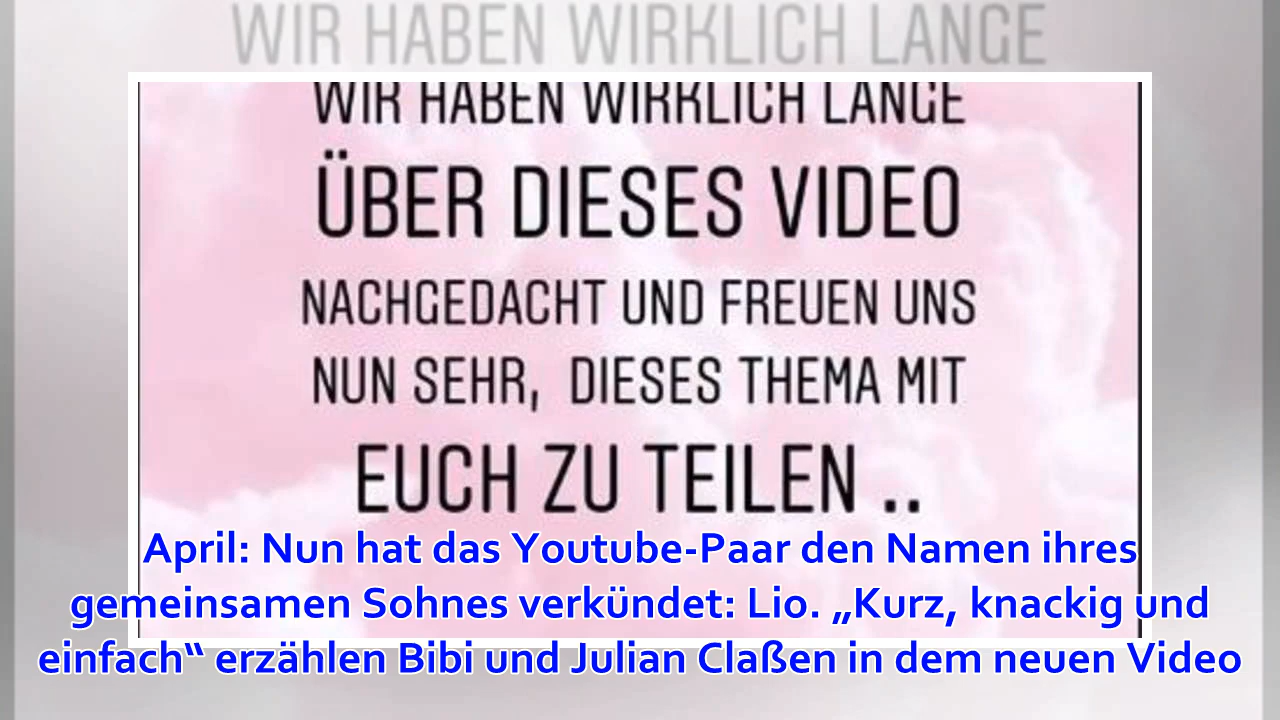 WIR HABEN WIRKLICH LANGE
WIR HABEN WIRKLICH LANGE
ÜBER DIESES VIDEO
NACHGEDACHT UND FREUEN UNS
NUN SEHR, DIESES THEMA MIT
EUCH ZU TEILEN ..
April: Nun hat das Youtube-Paar den Namen ihres
gemeinsamen Sohnes verkündet: Lio. „Kurz, knackig und
einfach“ erzählen Bibi und Julian Claßen in dem neuen Video